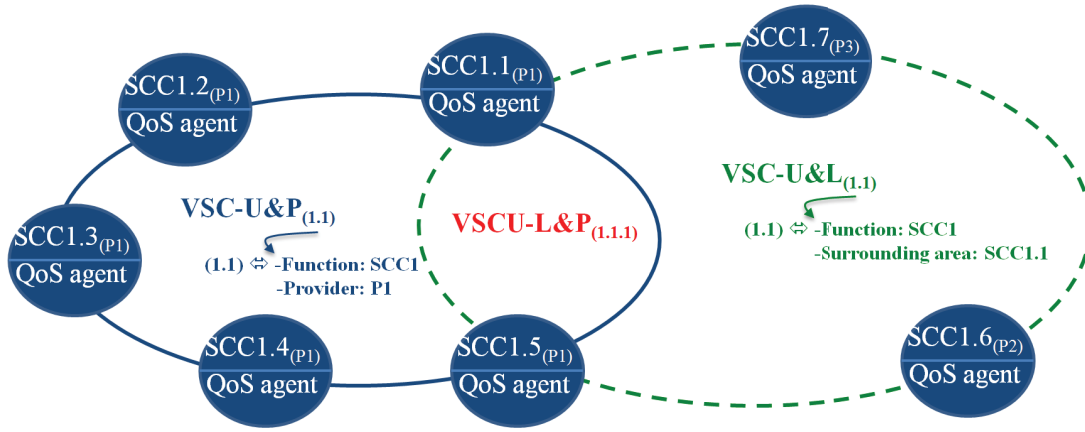 SCC1.2(P1)
QoS agent
SCC1.1(P1)
QoS agent
SCC1.7(P3)
QoS agent
SCC1.3(P1)
QoS agent
VSC-U&P(1.1)
(1.1) ⇔ -Function: SCC1
-Provider: P1
VSCU-L&P(1.1.1)
VSC-U&L(1.1)
(1.1) ⇔ -Function: SCC1
-Surrounding area: SCC1.1
SCC1.4(P1)
QoS agent
SCC1.5(P1)
QoS agent
SCC1.6(P2)
QoS agent